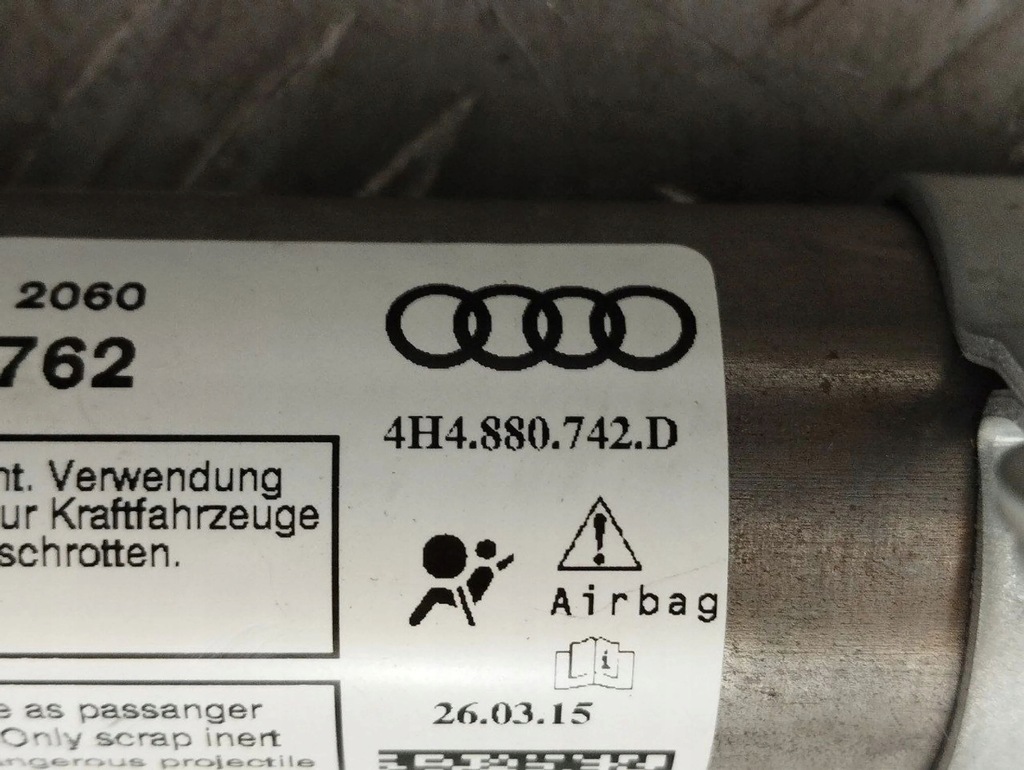 2060
762
4H4.880.742.D
nt. Verwendung
ur Kraftfahrzeuge
schrotten.
Airbag
i
26.03.15
e as passanger
Only scrap inert
angerous projectile